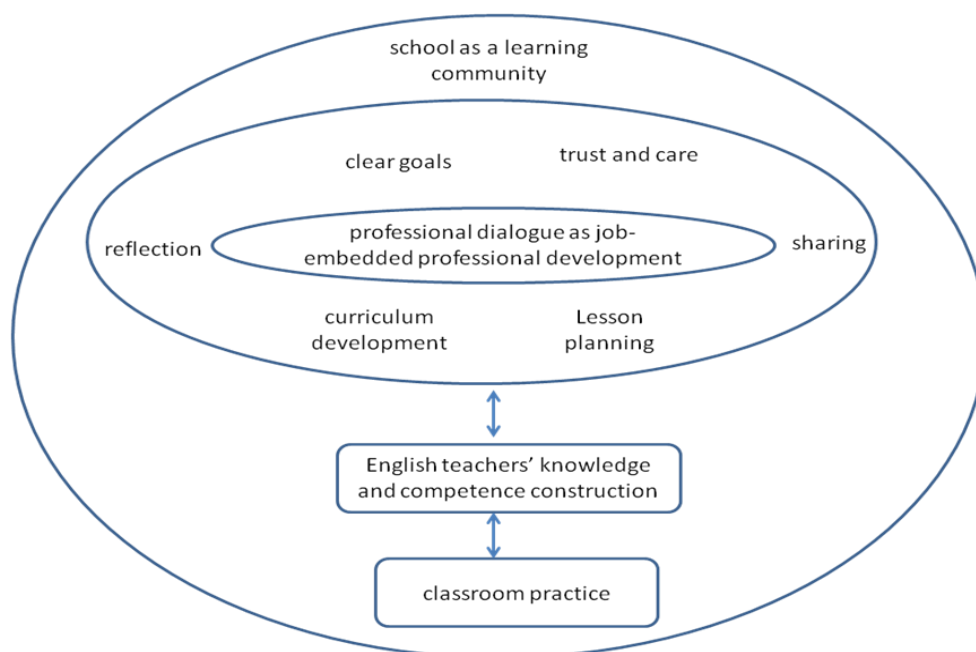 school as a learning
community
clear goals
trust and care
reflection
professional dialogue as job-
embedded professional development
sharing
curriculum
development
Lesson
planning
English teachers’ knowledge
and competence construction
classroom practice